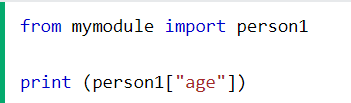 from mymodule import person1
print (person1["age"])